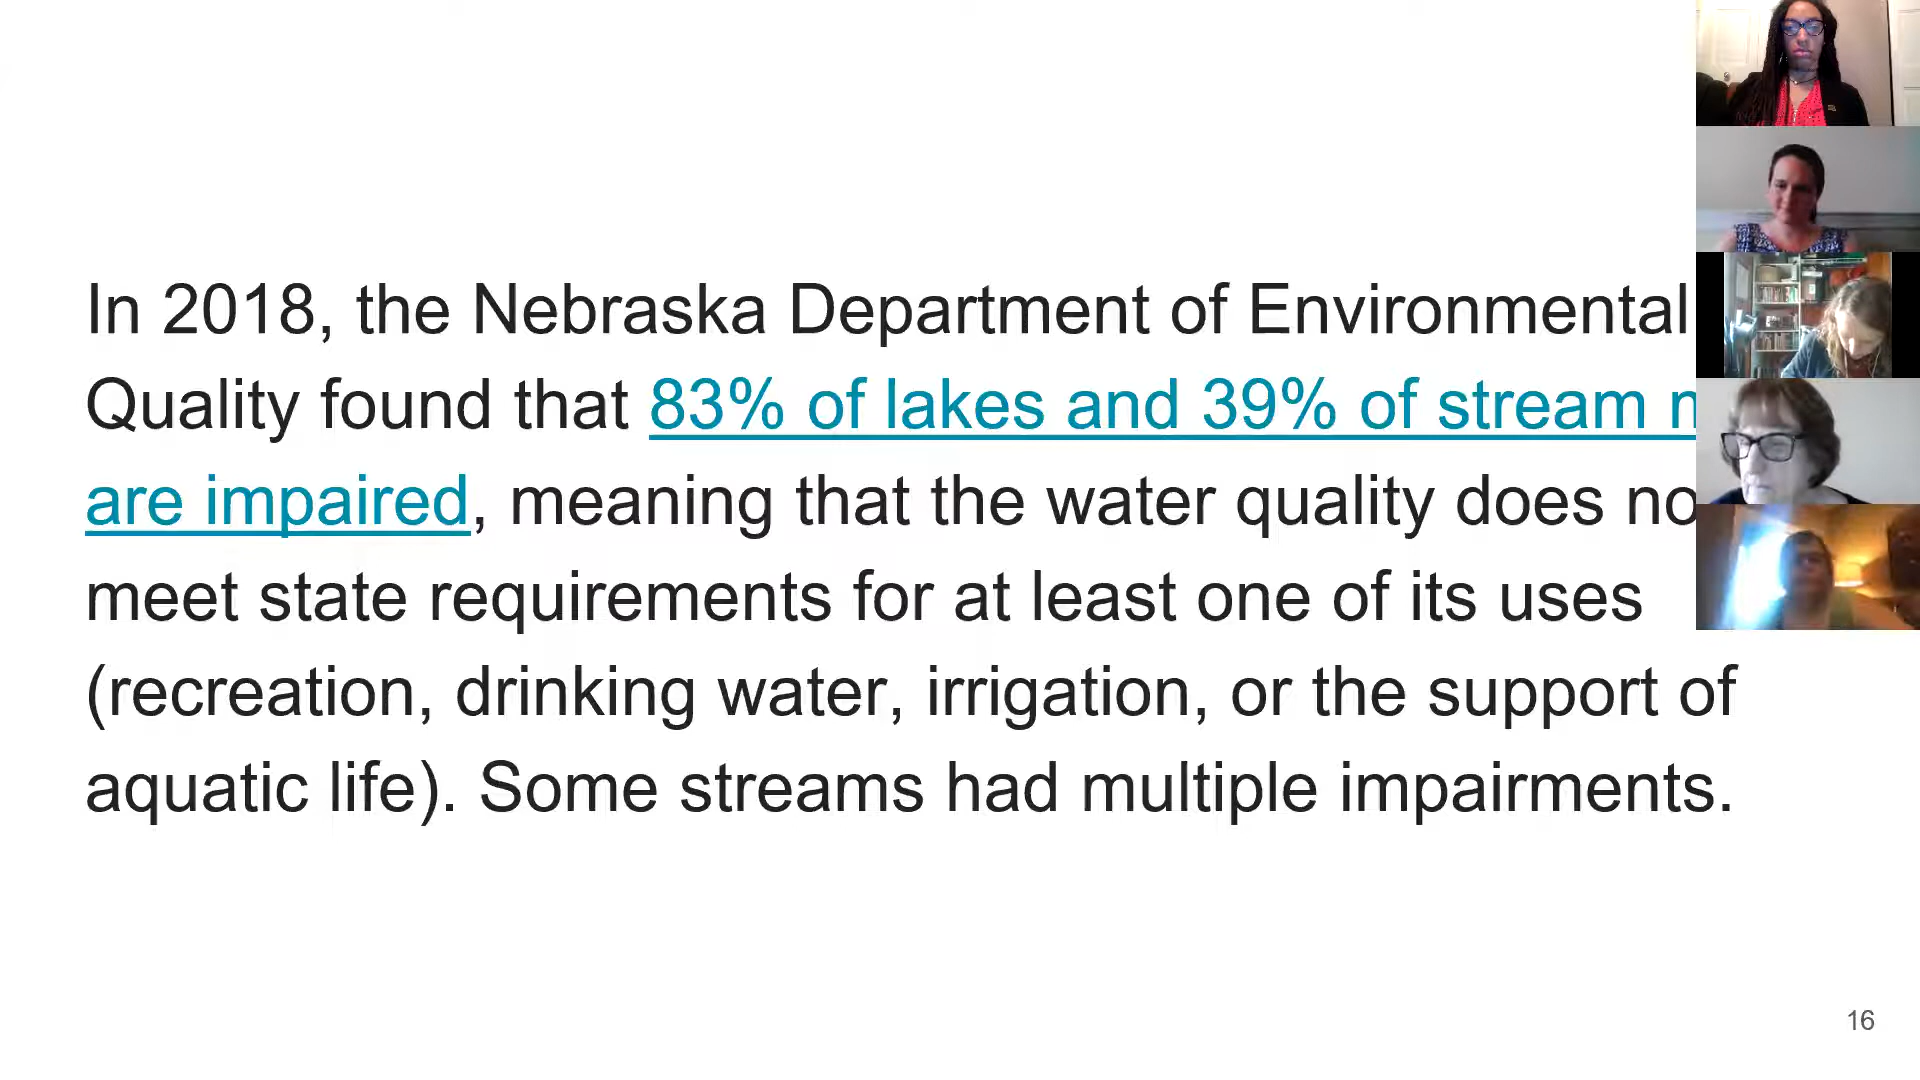 In 2018, the Nebraska Department of Environmental
Quality found that 83% of lakes and 39% of stream
are impaired, meaning that the water quality does
meet state requirements for at least one of its uses
(recreation, drinking water, irrigation, or the support of
aquatic life). Some streams had multiple impairments.
16